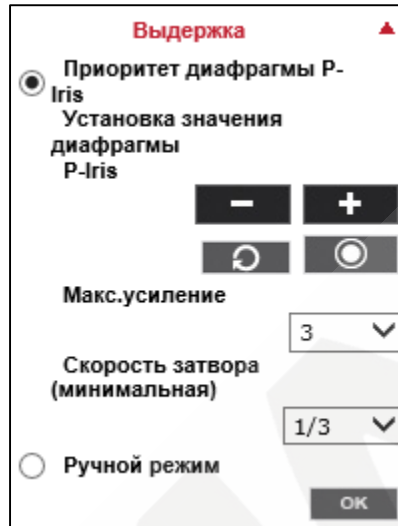 Выдержка
Приоритет диафрагмы P-
Iris
Установка значения
диафрагмы
P-Iris
Макс.усиление
3
Скорость затвора
(минимальная)
1/3
Ручной режим
OK